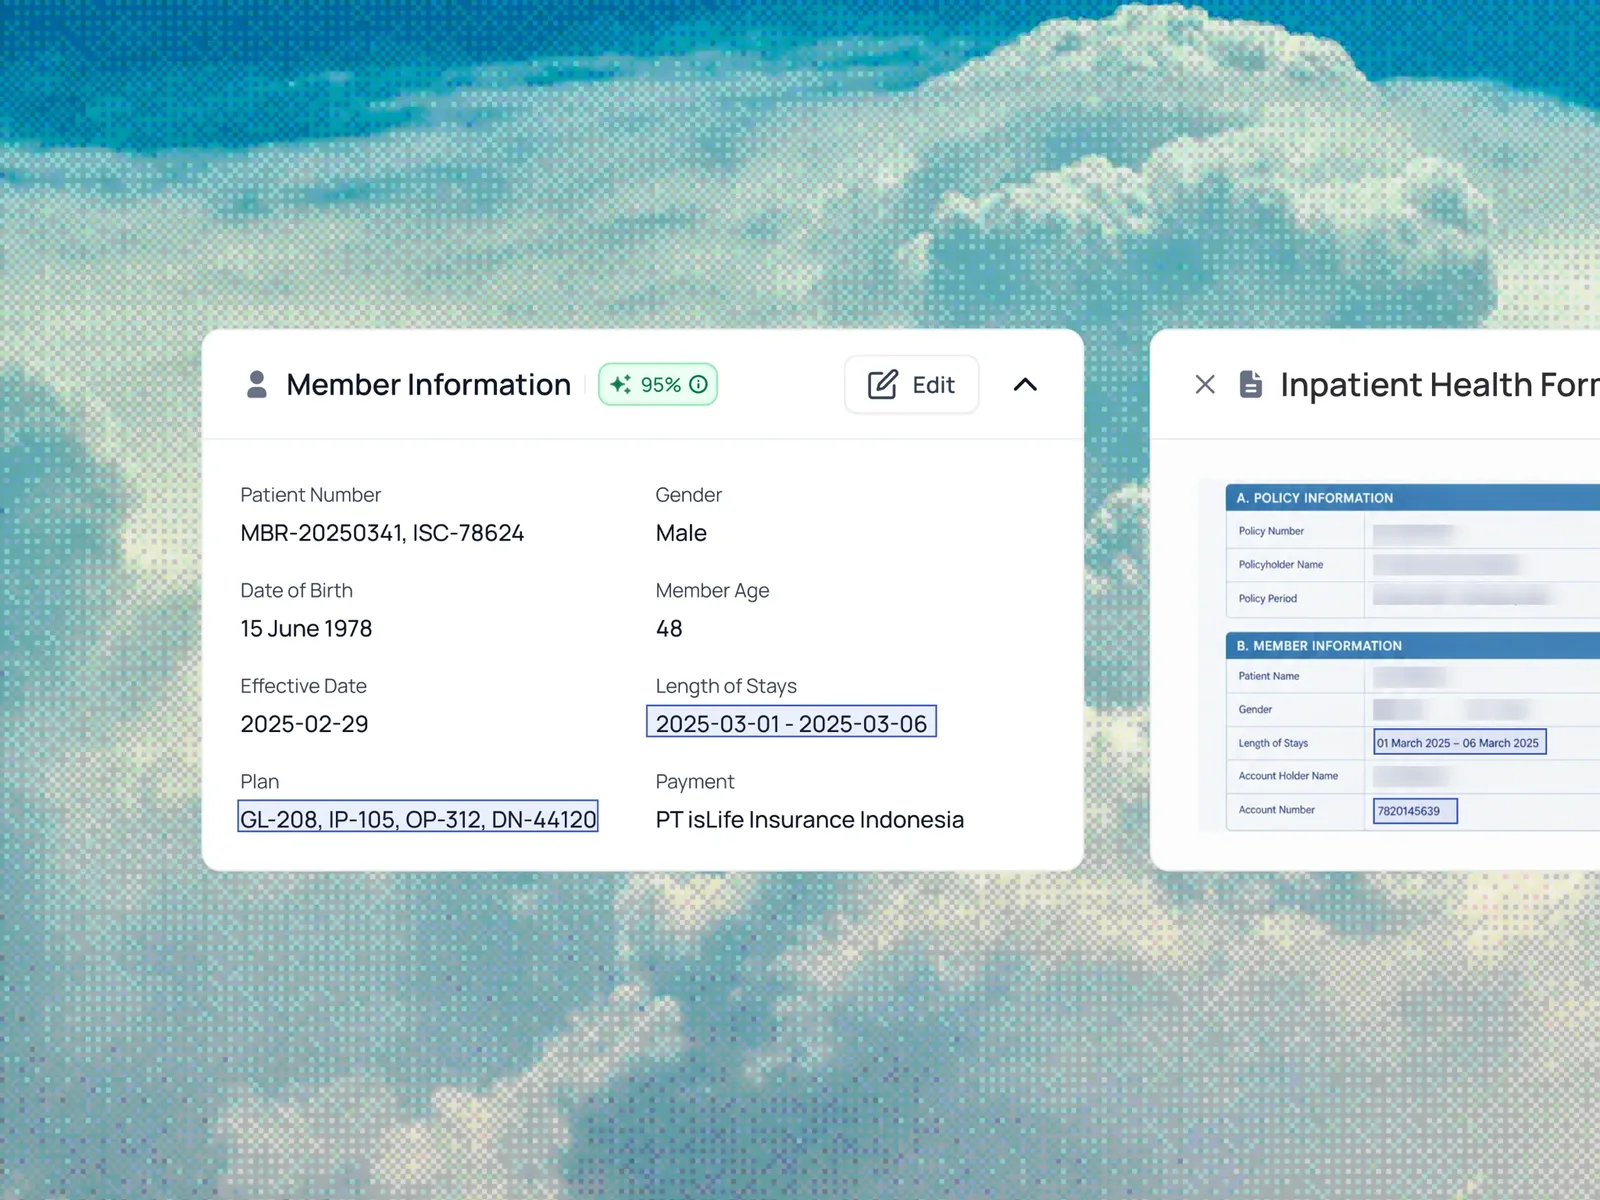 Member Information
95%
Edit
Patient Number
MBR-20250341, ISC-78624
Gender
Male
Date of Birth
15 June 1978
Member Age
48
Effective Date
2025-02-29
Length of Stays
2025-03-01 - 2025-03-06
Plan
GL-208, IP-105, OP-312, DN-44120
Payment
PT isLife Insurance Indonesia
Inpatient Health
A. POLICY INFORMATION
Policy Number
Policyholder Name
Policy Period
B. MEMBER INFORMATION
Patient Name
Gender
Length of Stays
01 March 2025 – 06 March 2025
Account Holder Name
Account Number
7820145639